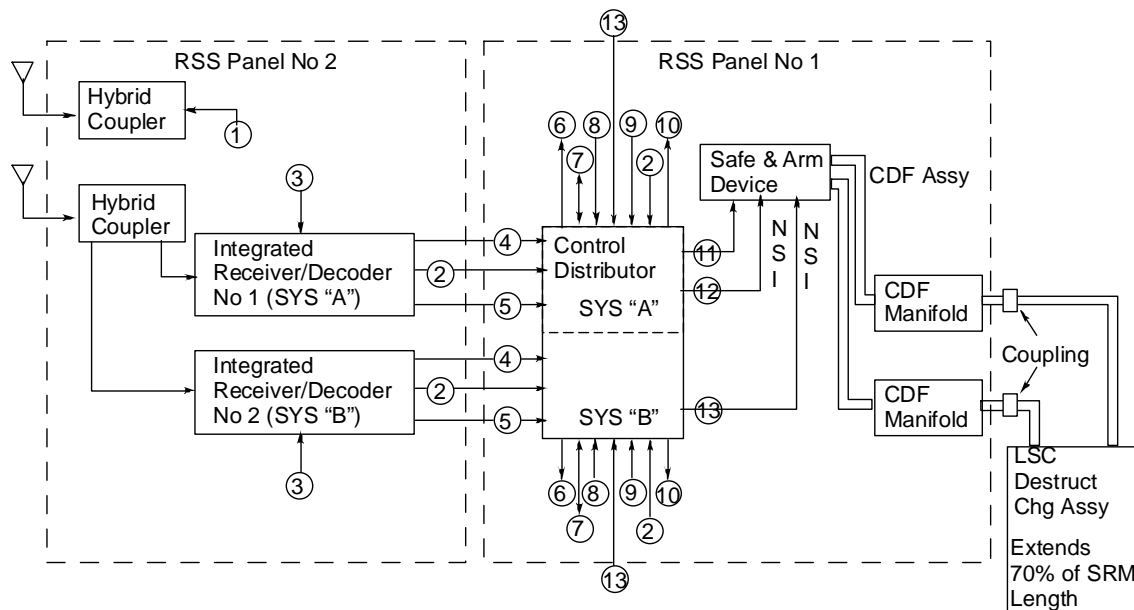 13
RSS Panel No 2
RSS Panel No 1
Hybrid
Coupler
1
6
8
9
10
7
2
Safe & Arm
Device
CDF Assy
3
Hybrid
Coupler
Integrated
Receiver/Decoder
No 1 (SYS “A”)
4
2
5
Control
Distributor
SYS “A”
11
12
NSI
NSI
CDF
Manifold
Coupling
Integrated
Receiver/Decoder
No 2 (SYS “B”)
4
2
5
SYS “B”
13
CDF
Manifold
3
6
7
8
9
2
10
13
LSC
Destruct
Chg Assy
Extends
70% of SRM
Length